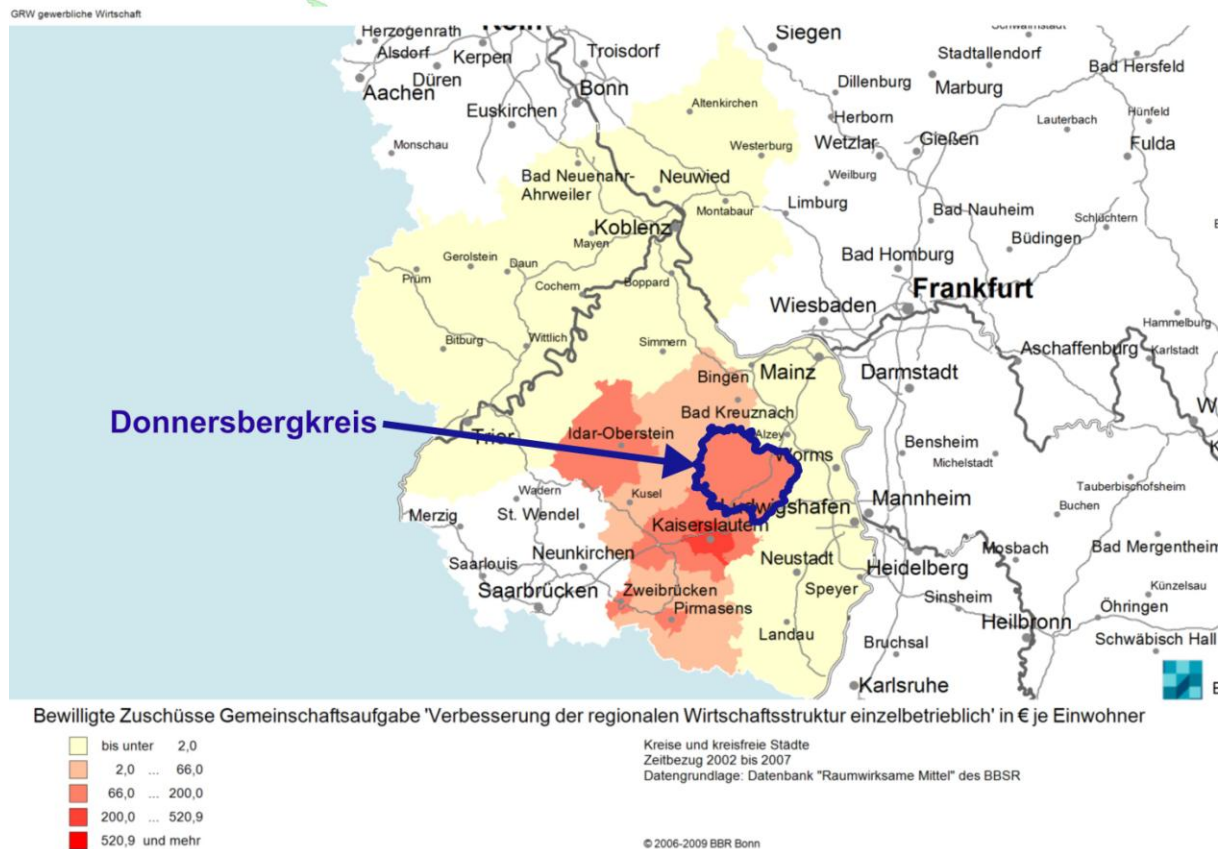 GRW gewerbliche Wirtschaft
Herzogenrath
Alsdorf
Kerpen
Troisdorf
Siegen
Stadtallendorf
Bad Hersfeld
Düren
Aachen
Bonn
Dillenburg
Marburg
Euskirchen
Altenkirchen
Herborn
Lauterbach
Hünfeld
Monschau
Westerburg
Wetzlar
Gießen
Fulda
Bad Neuenahr-
Ahrweiler
Neuwied
Weilburg
Montabaur
Limburg
Bad Nauheim
Schlüchtern
Koblenz
Mayen
Büdingen
Gerolstein
Daun
Prüm
Cochem
Boppard
Bad Homburg
Frankfurt
Wiesbaden
Hammelburg
Bitburg
Wittlich
Simmern
Mainz
Aschaffenburg
Karlstadt
Bingen
Darmstadt
Donnersbergkreis
Bad Kreuznach
Trier
Idar-Oberstein
Alzey
Worms
Bensheim
Michelstadt
Tauberbischofsheim
Wadern
Kusel
Ludwigshafen
Mannheim
Buchen
Merzig
St. Wendel
Kaiserslautern
Neunkirchen
Neustadt
Mosbach
Bad Mergentheim
Saarlouis
Heidelberg
Saarbrücken
Zweibrücken
Speyer
Sinsheim
Künzelsau
Pirmasens
Öhringen
Landau
Bruchsal
Heilbronn
Schwäbisch Hall
Karlsruhe
Bewilligte Zuschüsse Gemeinschaftsaufgabe 'Verbesserung der regionalen Wirtschaftsstruktur einzelbetrieblich' in € je Einwohner
bis unter 2,0
2,0 ... 66,0
66,0 ... 200,0
200,0 ... 520,9
520,9 und mehr
Kreise und kreisfreie Städte
Zeitbezug 2002 bis 2007
Datengrundlage: Datenbank "Raumwirksame Mittel" des BBSR
© 2006-2009 BBR Bonn